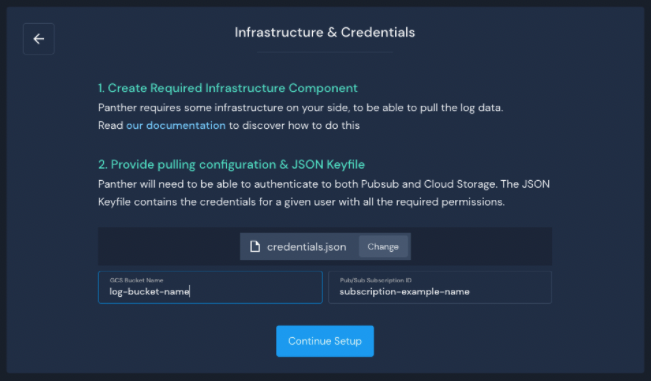 Infrastructure & Credentials
1. Create Required Infrastructure Component
Panther requires some infrastructure on your side, to be able to pull the log data.
Read our documentation to discover how to do this
2. Provide pulling configuration & JSON Keyfile
Panther will need to be able to authenticate to both Pubsub and Cloud Storage. The JSON
Keyfile contains the credentials for a given user with all the required permissions.
credentials.json Change
GCS Bucket Name
log-bucket-name
Pub/Sub Subscription ID
subscription-example-name
Continue Setup